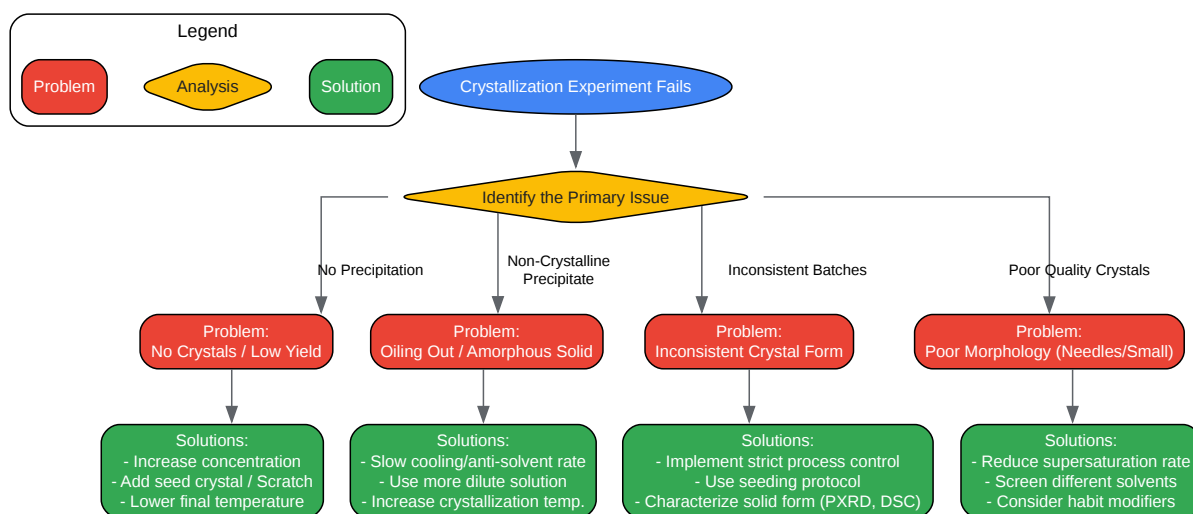 Legend
Problem
Analysis
Solution
Crystallization Experiment Fails
Identify the Primary Issue
No Precipitation
Non-Crystalline
Precipitate
Inconsistent Batches
Poor Quality Crystals
Problem:
No Crystals / Low Yield
Problem:
Oiling Out / Amorphous Solid
Problem:
Inconsistent Crystal Form
Problem:
Poor Morphology (Needles/Small)
Solutions:
- Increase concentration
- Add seed crystal / Scratch
- Lower final temperature
Solutions:
- Slow cooling/anti-solvent rate
- Use more dilute solution
- Increase crystallization temp.
Solutions:
- Implement strict process control
- Use seeding protocol
- Characterize solid form (PXRD, DSC)
Solutions:
- Reduce supersaturation rate
- Screen different solvents
- Consider habit modifiers